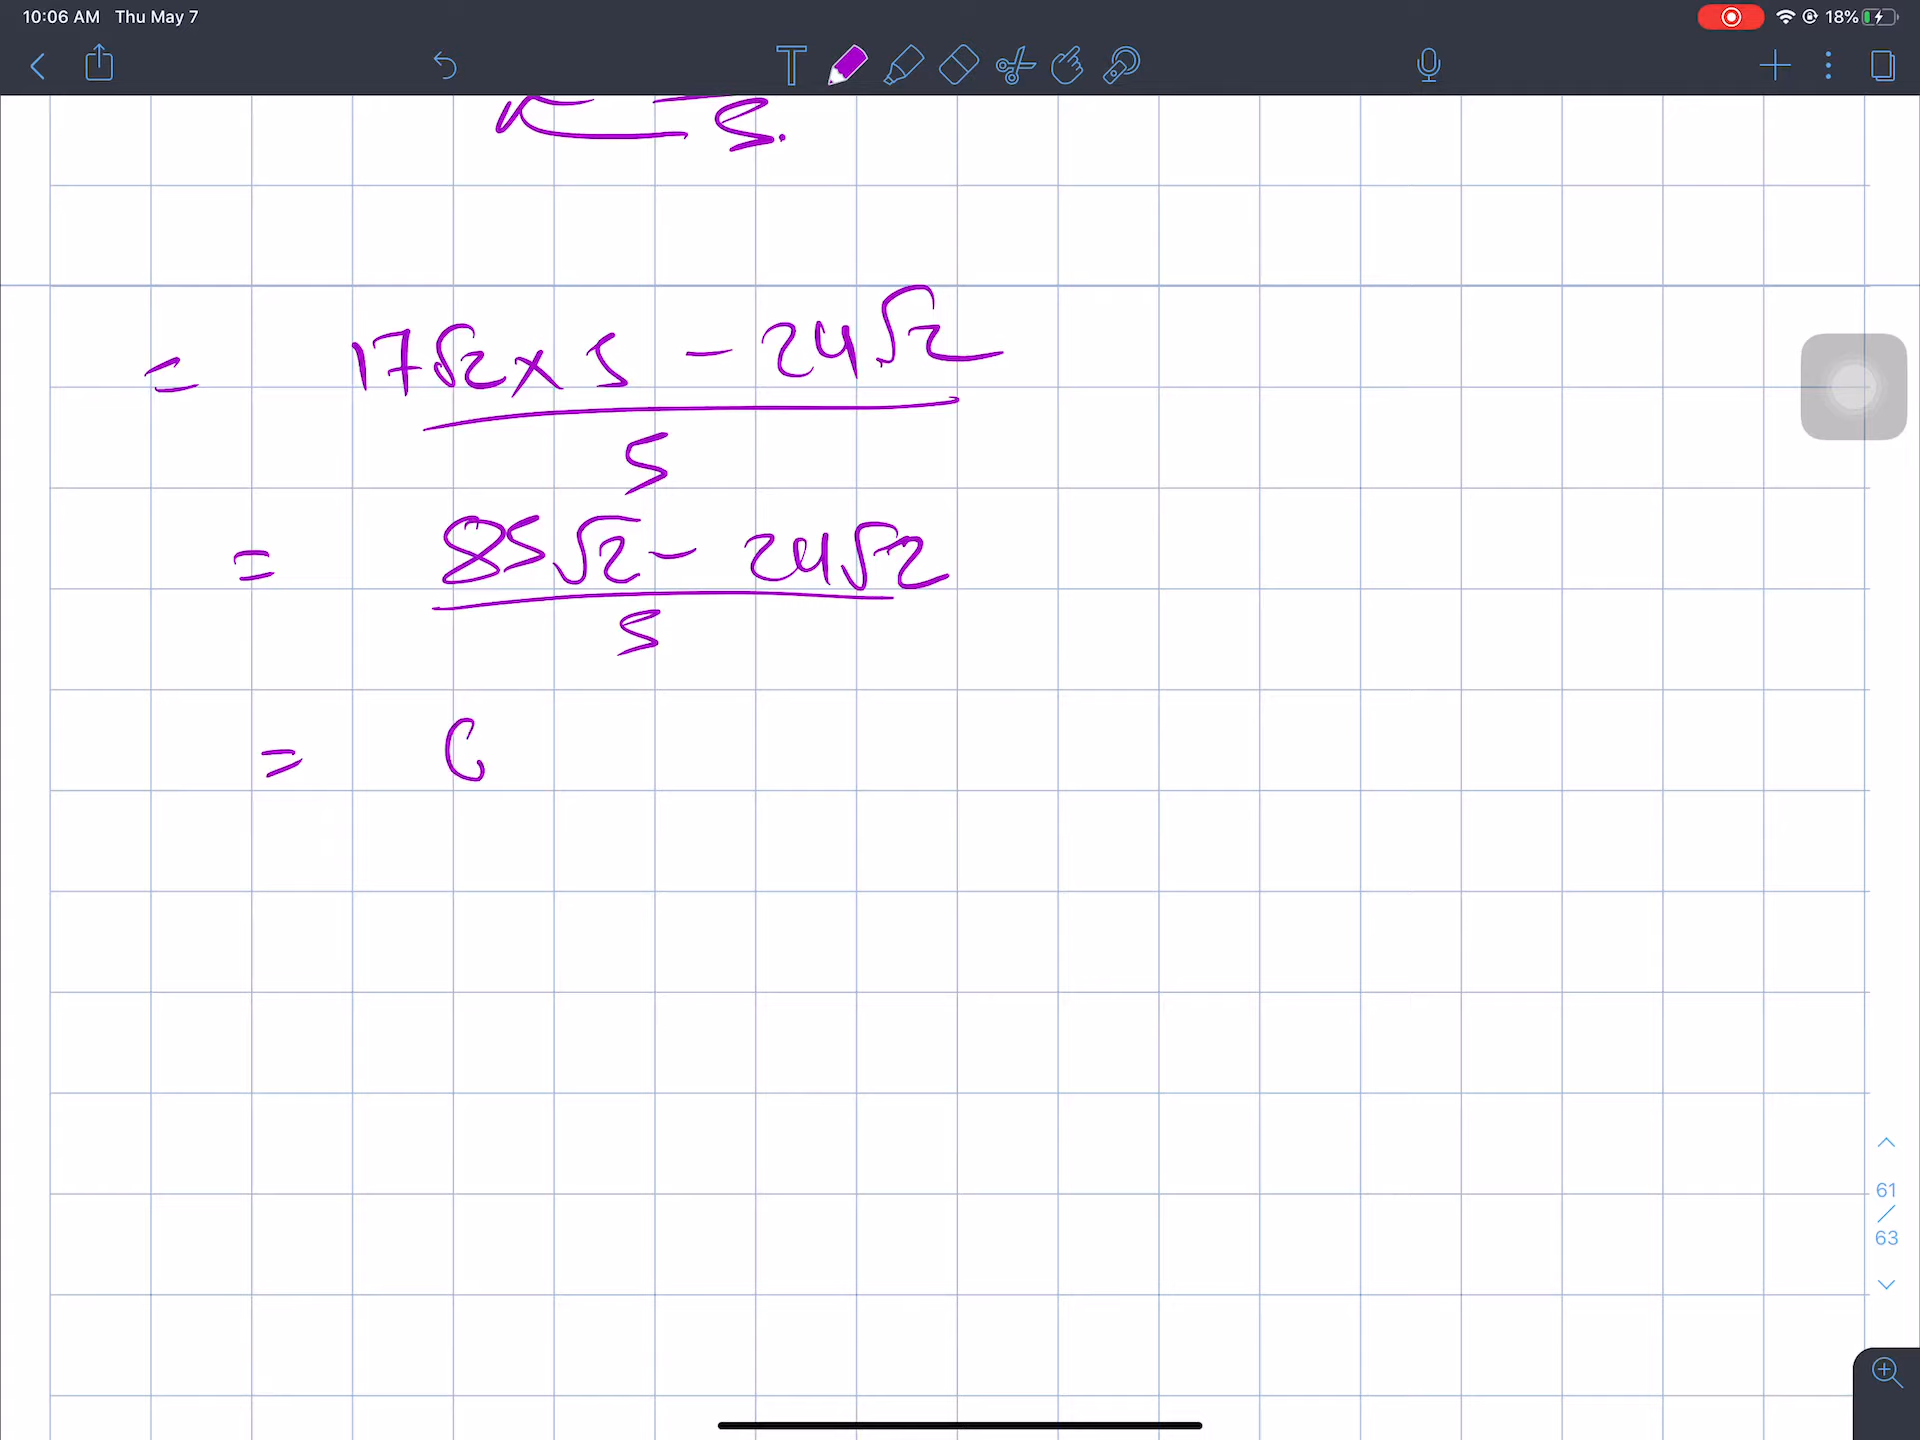 10:06 AM Thu May 7 18%
5.
= 17√2 × 5 - 24√2
5
= 85√2 - 24√2
5
= 6
61
/
63